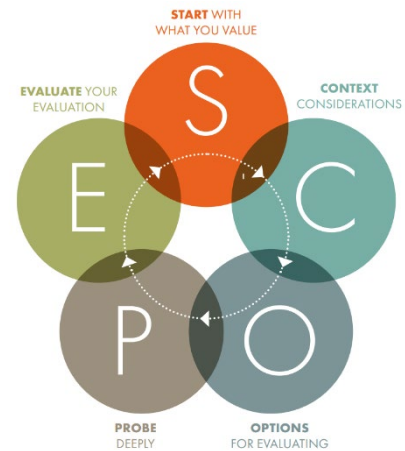 START WITH
WHAT YOU VALUE
S
CONTEXT
CONSIDERATIONS
C
OPTIONS
FOR EVALUATING
O
PROBE
DEEPLY
P
EVALUATE YOUR
EVALUATION
E